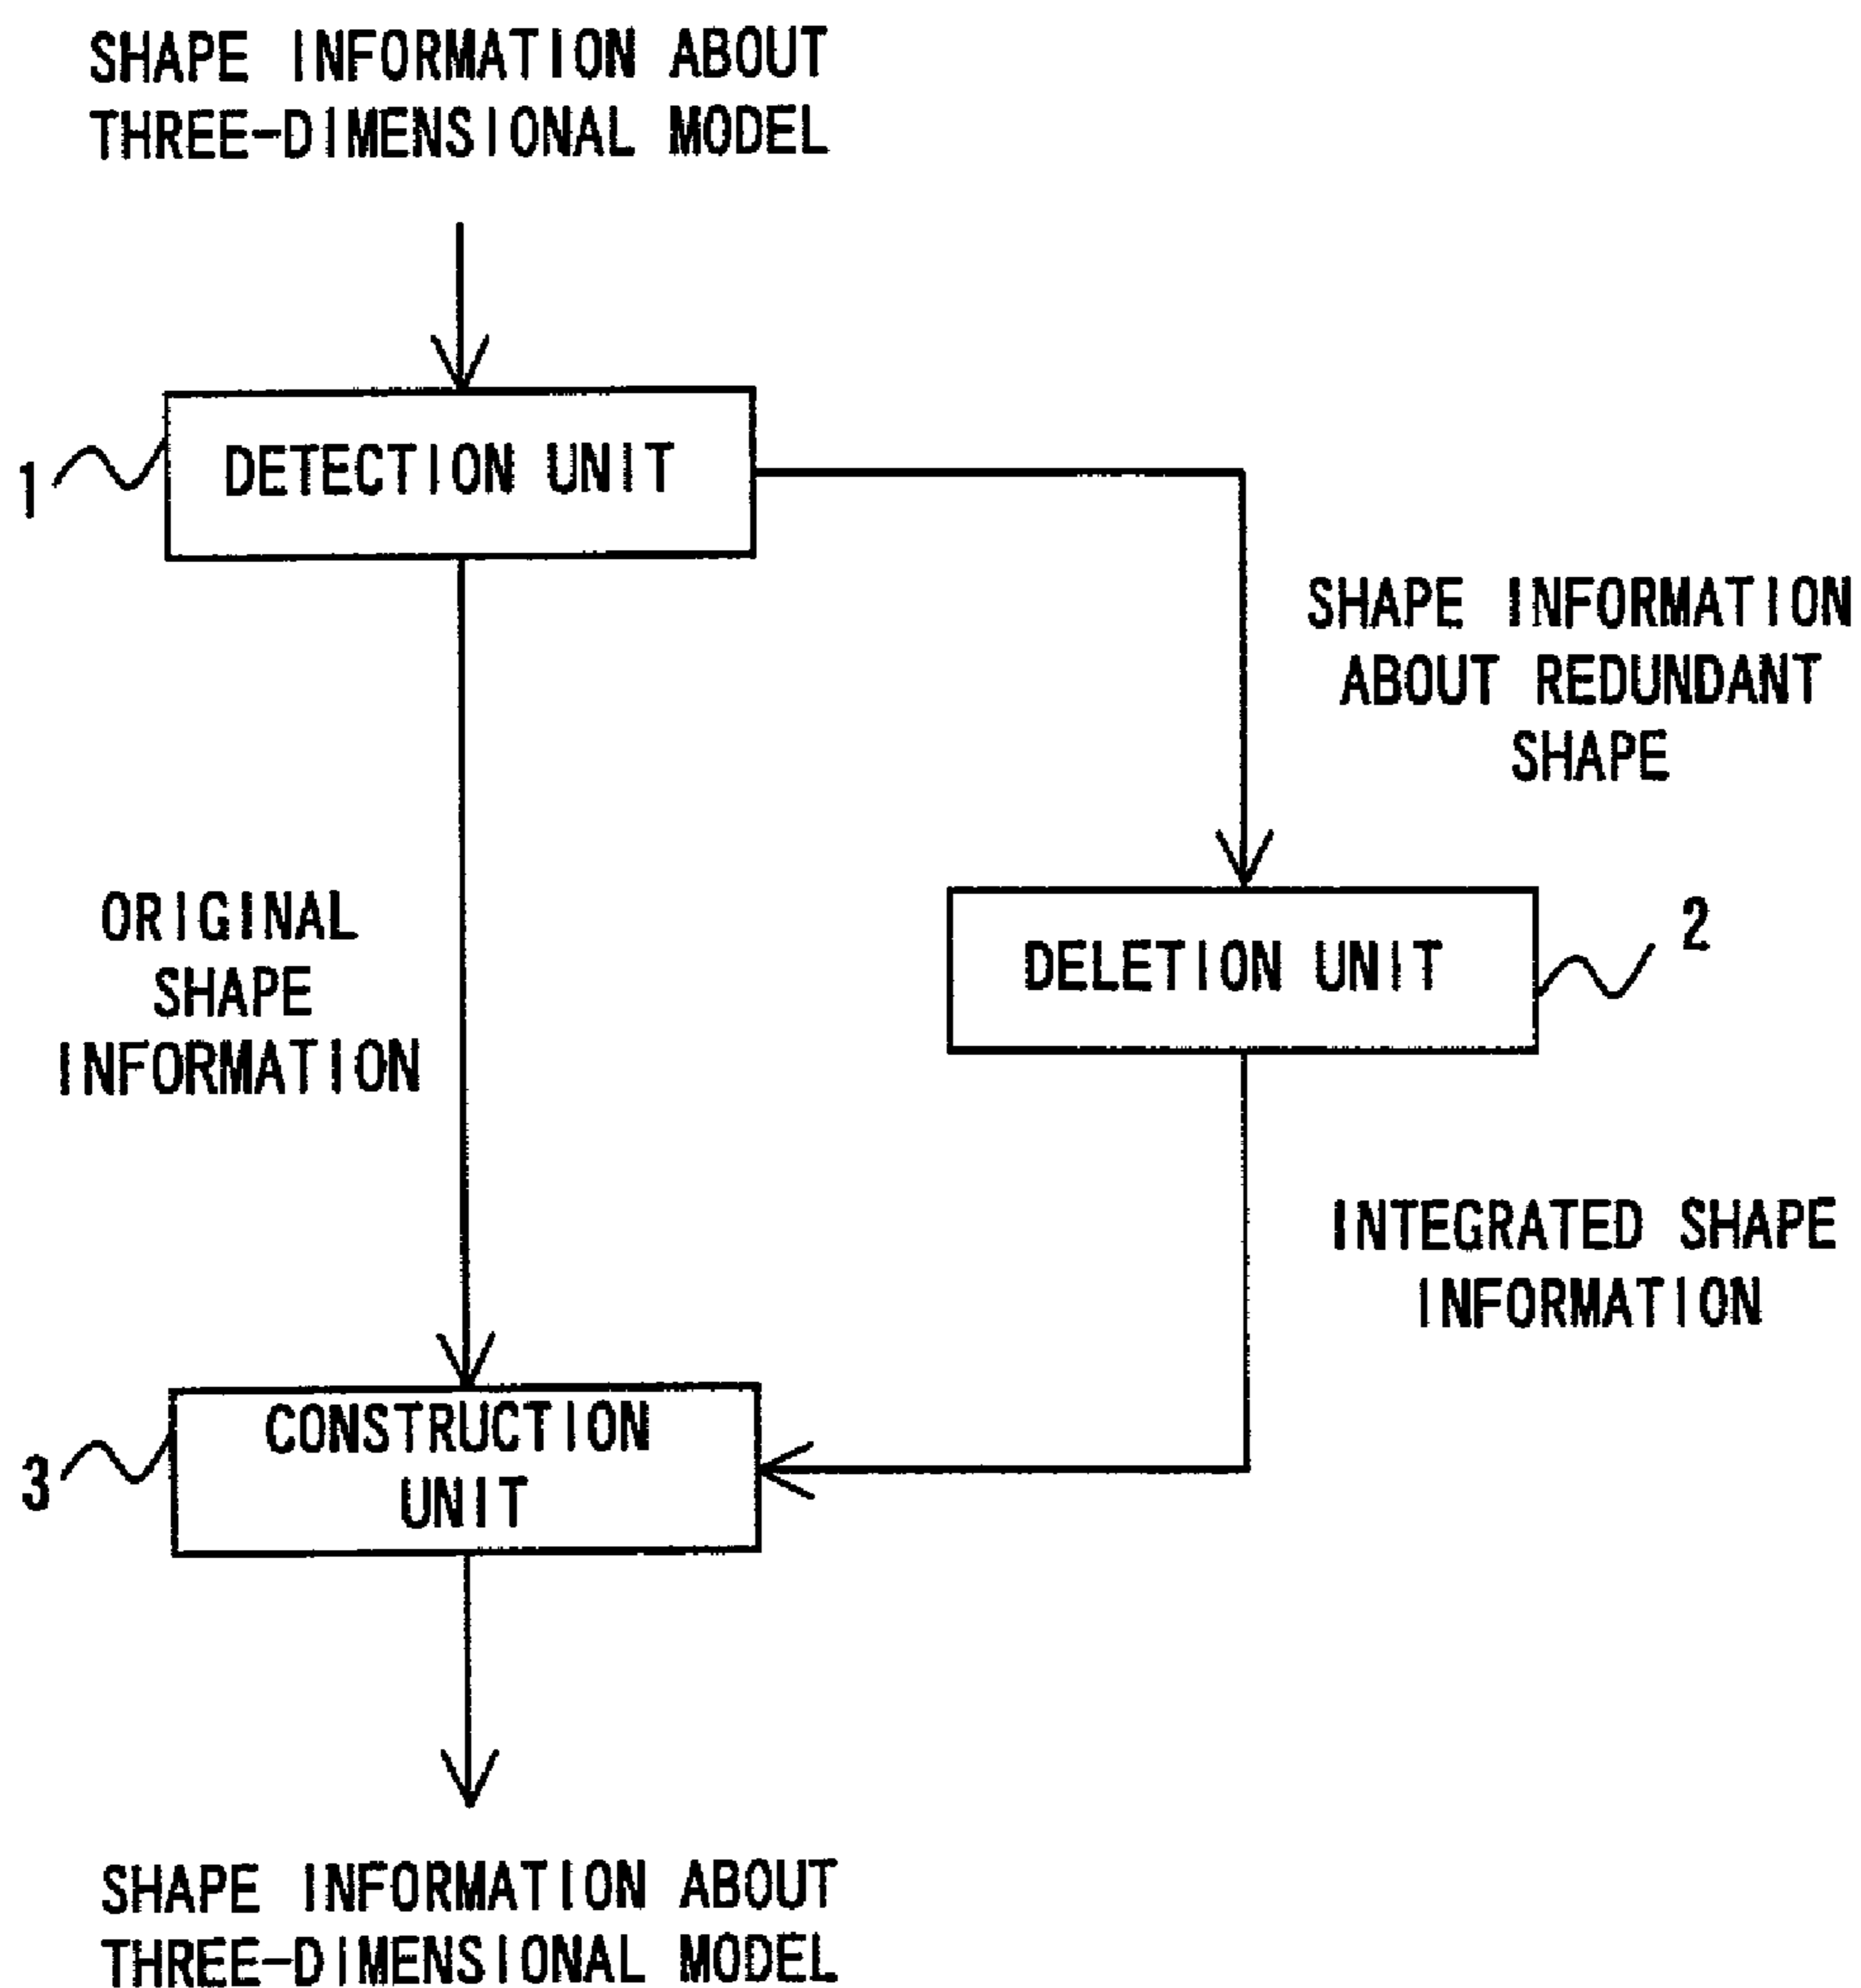 SHAPE INFORMATION ABOUT
THREE-DIMENSIONAL MODEL
1
DETECTION UNIT
SHAPE INFORMATION
ABOUT REDUNDANT
SHAPE
ORIGINAL
SHAPE
INFORMATION
DELETION UNIT
2
INTEGRATED SHAPE
INFORMATION
3
CONSTRUCTION
UNIT
SHAPE INFORMATION ABOUT
THREE-DIMENSIONAL MODEL